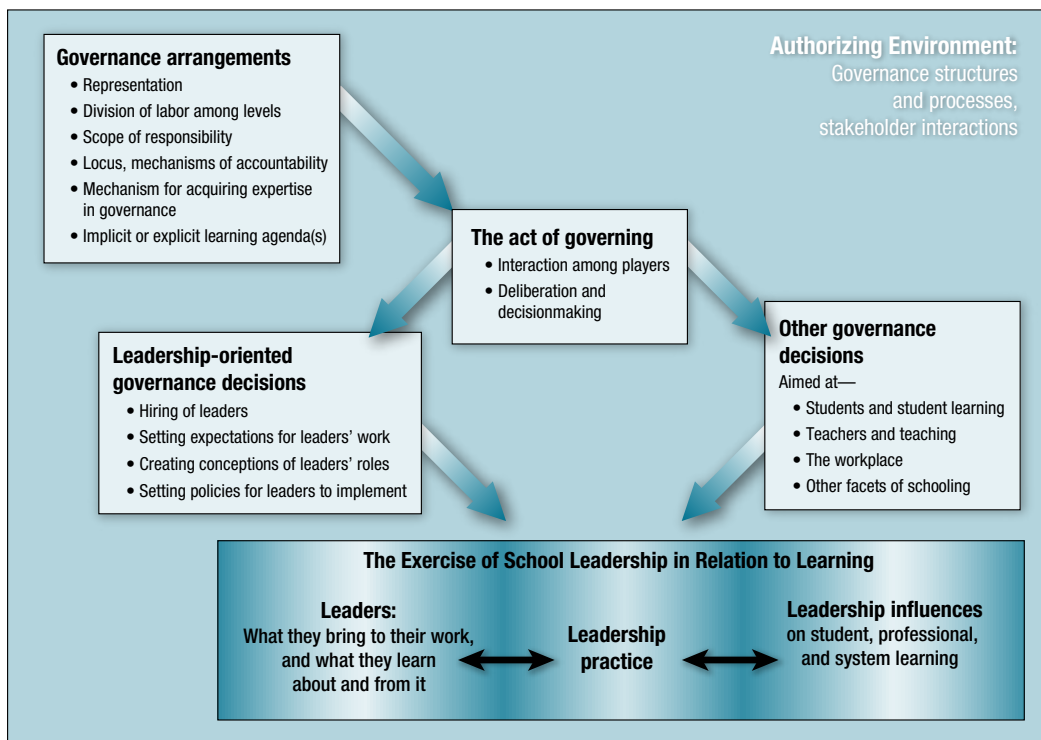 Governance arrangements
• Representation
• Division of labor among levels
• Scope of responsibility
• Locus, mechanisms of accountability
• Mechanism for acquiring expertise
in governance
• Implicit or explicit learning agenda(s)
Authorizing Environment:
Governance structures
and processes,
stakeholder interactions
The act of governing
• Interaction among players
• Deliberation and
decisionmaking
Leadership-oriented
governance decisions
• Hiring of leaders
• Setting expectations for leaders’ work
• Creating conceptions of leaders’ roles
• Setting policies for leaders to implement
Other governance
decisions
Aimed at—
• Students and student learning
• Teachers and teaching
• The workplace
• Other facets of schooling
The Exercise of School Leadership in Relation to Learning
Leaders:
What they bring to their work,
and what they learn
about and from it
Leadership
practice
Leadership influences
on student, professional,
and system learning